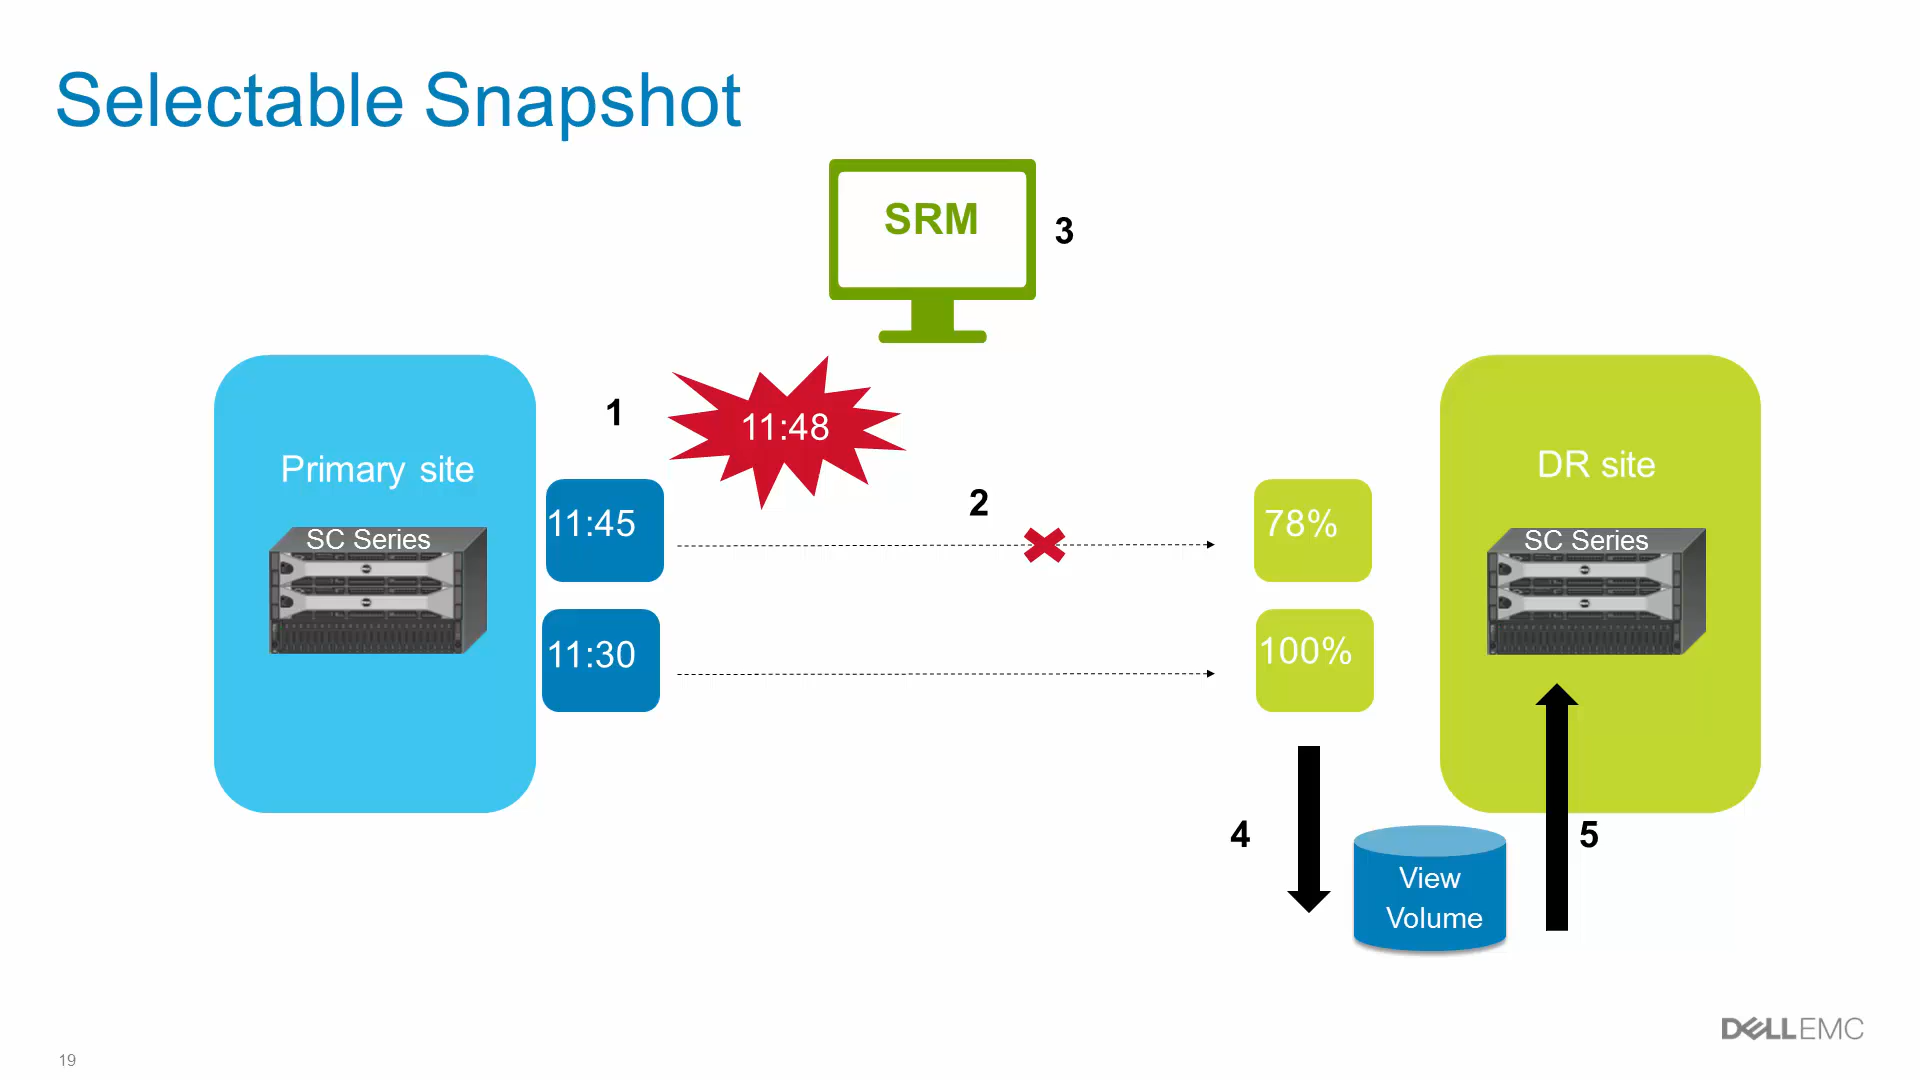 Selectable Snapshot
SRM
3
1
11:48
Primary site
DR site
2
11:45
78%
SC Series
SC Series
11:30
100%
4
5
View
Volume
DELLEMC
19